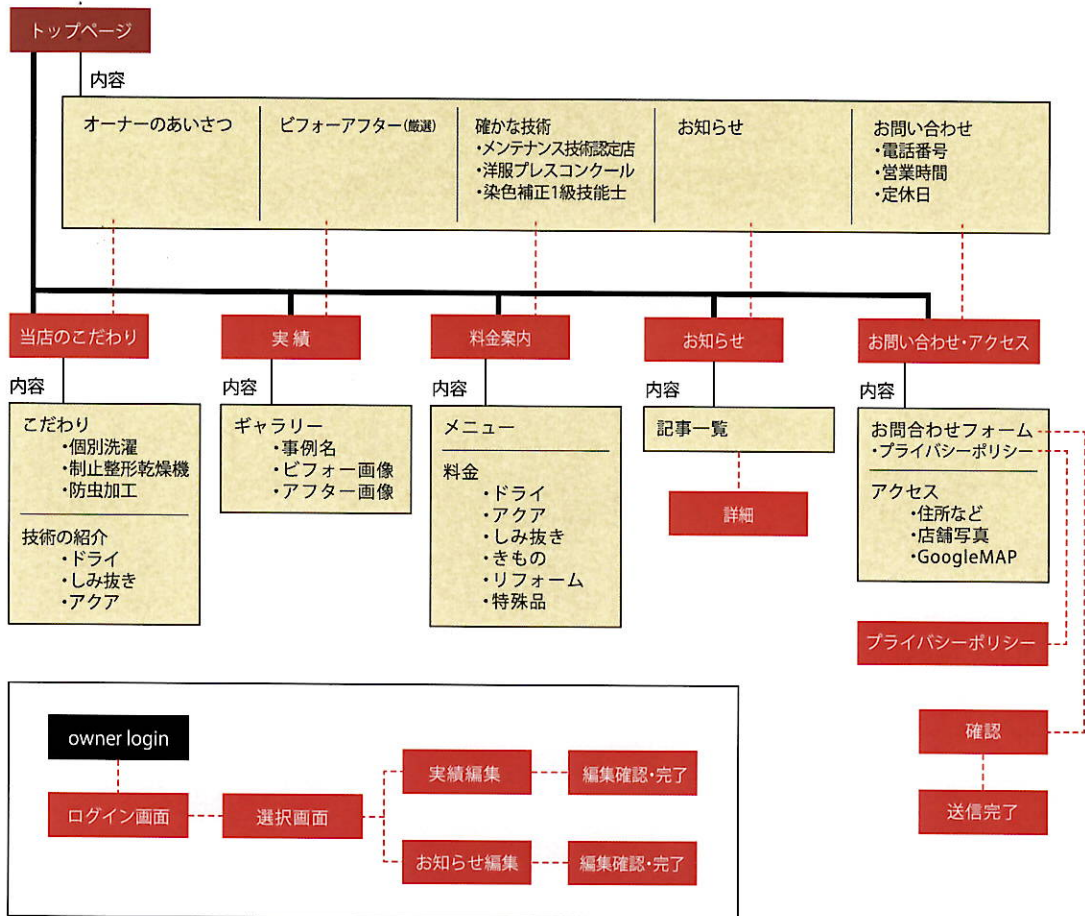 トップページ
内容
オーナーのあいさつ
ビフォーアフター(厳選)
確かな技術
・メンテナンス技術認定店
・洋服プレスコンクール
・染色補正1級技能士
お知らせ
お問い合わせ
・電話番号
・営業時間
・定休日
当店のこだわり
実績
料金案内
お知らせ
お問い合わせ・アクセス
内容
こだわり
・個別洗濯
・制止整形乾燥機
・防虫加工
技術の紹介
・ドライ
・しみ抜き
・アクア
内容
ギャラリー
・事例名
・ビフォー画像
・アフター画像
内容
メニュー
料金
・ドライ
・アクア
・しみ抜き
・きもの
・リフォーム
・特殊品
内容
記事一覧
詳細
内容
お問合わせフォーム
・プライバシーポリシー
アクセス
・住所など
・店舗写真
・GoogleMAP
プライバシーポリシー
確認
送信完了
owner login
ログイン画面
選択画面
実績編集
編集確認・完了
お知らせ編集
編集確認・完了